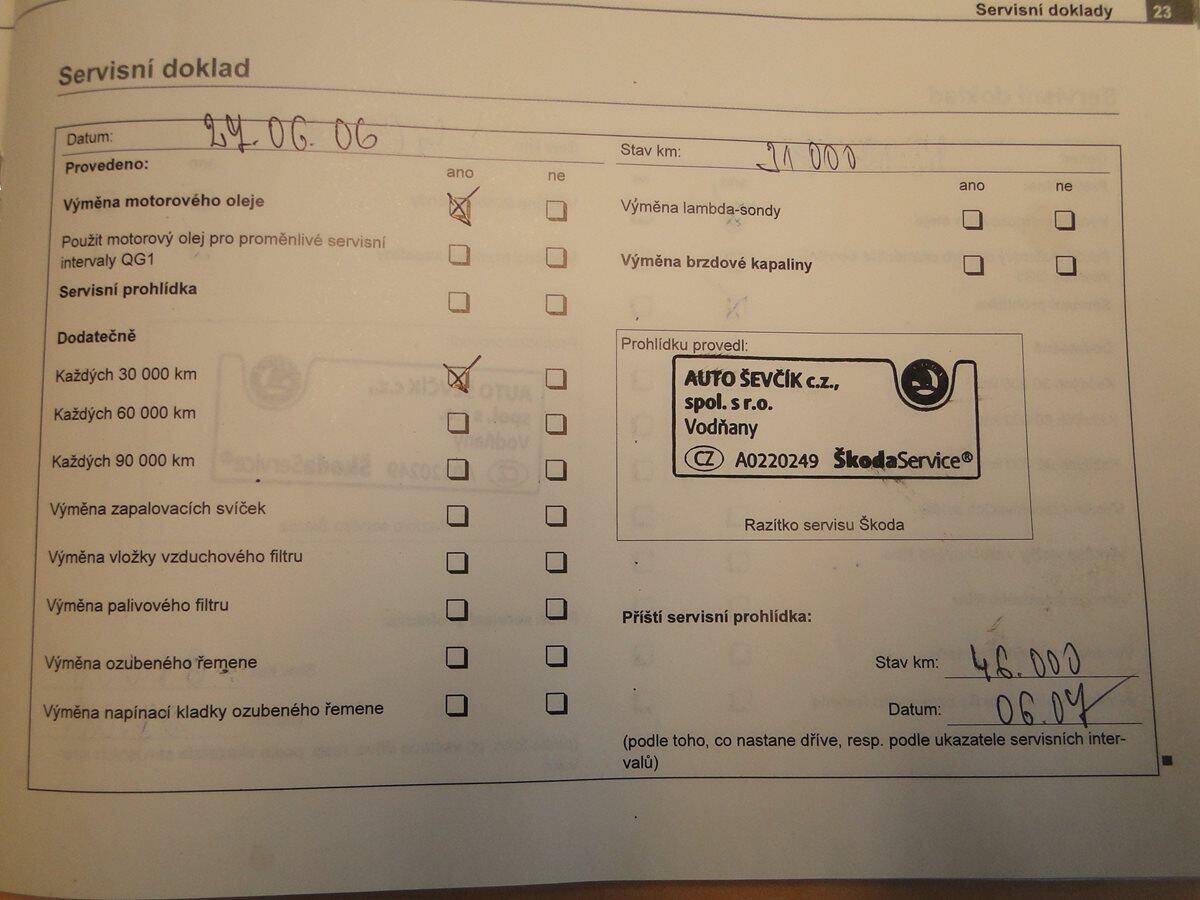 Servisní doklady 23
Servisní doklad
Datum: 27.06.06
Stav km: 31 000
Provedeno:
ano ne
ano ne
Výměna motorového oleje
Použit motorový olej pro proměnlivé servisní
intervaly QG1
Servisní prohlídka
Dodatečně
Každých 30 000 km
Každých 60 000 km
Každých 90 000 km
Výměna zapalovacích svíček
Výměna vložky vzduchového filtru
Výměna palivového filtru
Výměna ozubeného řemene
Výměna napínací kladky ozubeného řemene
Výměna lambda-sondy
Výměna brzdové kapaliny
Prohlídku provedl:
AUTO ŠEVČÍK c.z.,
spol. s r.o.
Vodňany
CZ A0220249 ŠkodaService®
Razítko servisu Škoda
Příští servisní prohlídka:
Stav km: 46.000
Datum: 06.07
(podle toho, co nastane dříve, resp. podle ukazatele servisních inter-
valů)